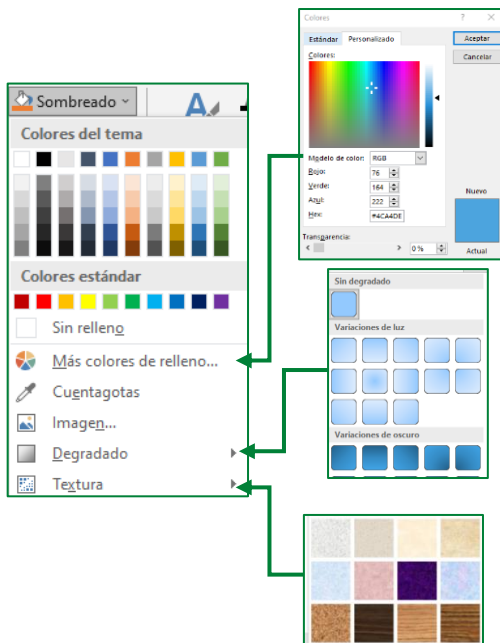 Sombreado
A
Colores del tema
Colores estándar
Sin relleno
Más colores de relleno...
Cuentagotas
Imagen...
Degradado
Textura
Colores ? ×
Estándar Personalizado
Aceptar
Cancelar
Colores:
Modelo de color: RGB
Rojo: 76
Verde: 164
Azul: 222
Hex: #4CA4DE
Transparencia:
0 %
Nuevo
Actual
Sin degradado
Variaciones de luz
Variaciones de oscuro